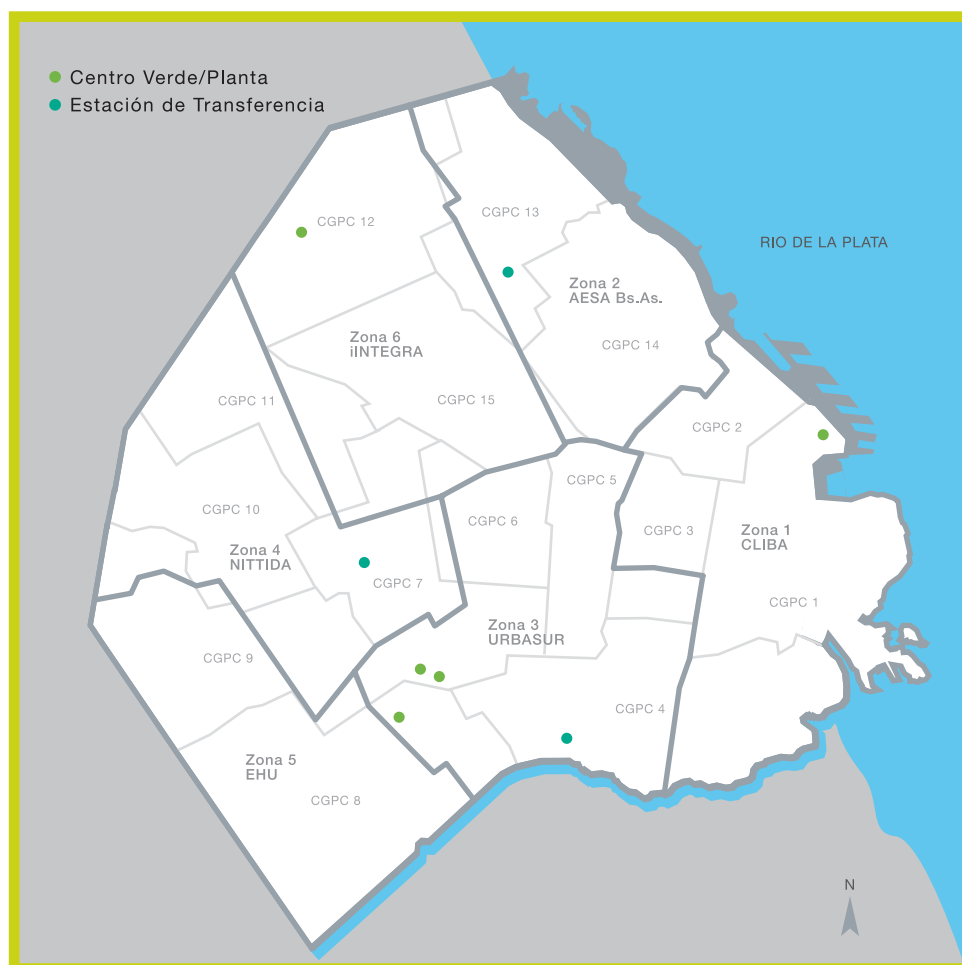 Centro Verde/Planta
Estación de Transferencia
CGPC 12
CGPC 13
RIO DE LA PLATA
Zona 2
AESA Bs.As.
Zona 6
iINTEGRA
CGPC 14
CGPC 11
CGPC 15
CGPC 2
CGPC 5
CGPC 10
CGPC 6
CGPC 3
Zona 1
CLIBA
Zona 4
NITTIDA
CGPC 7
CGPC 1
Zona 3
URBASUR
CGPC 9
CGPC 4
Zona 5
EHU
CGPC 8
N